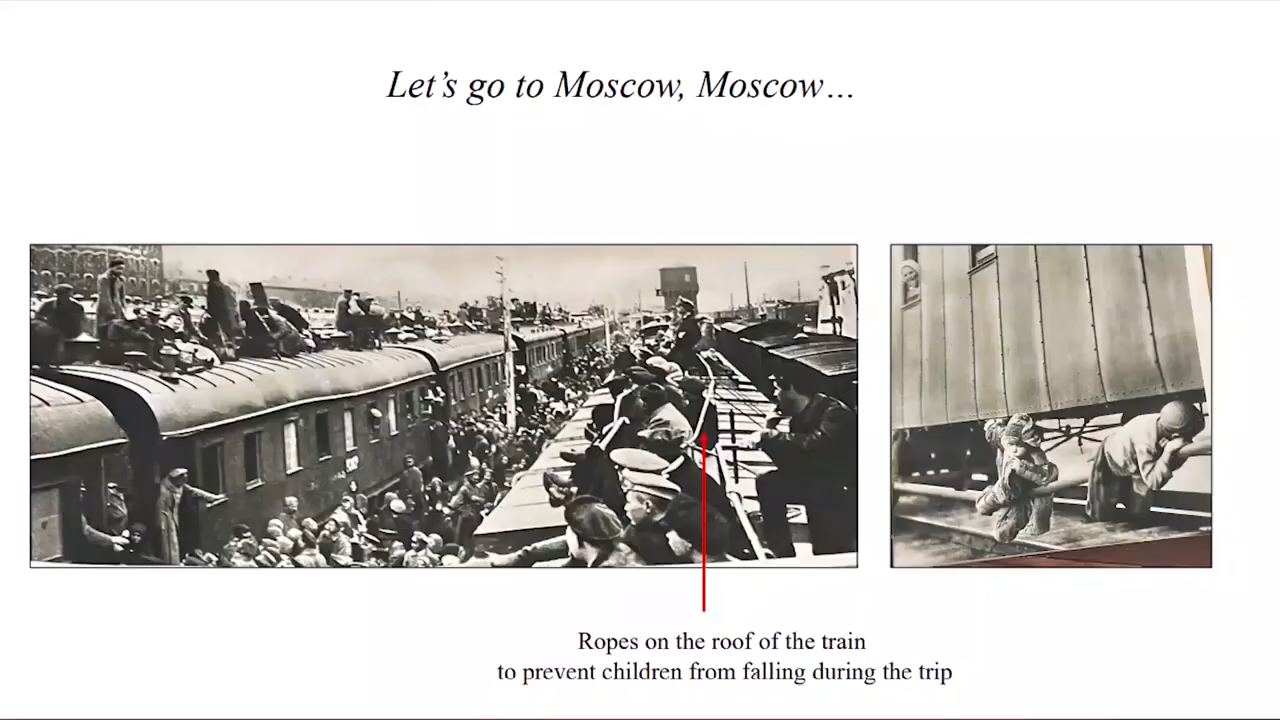 Let’s go to Moscow, Moscow…
Ropes on the roof of the train
to prevent children from falling during the trip